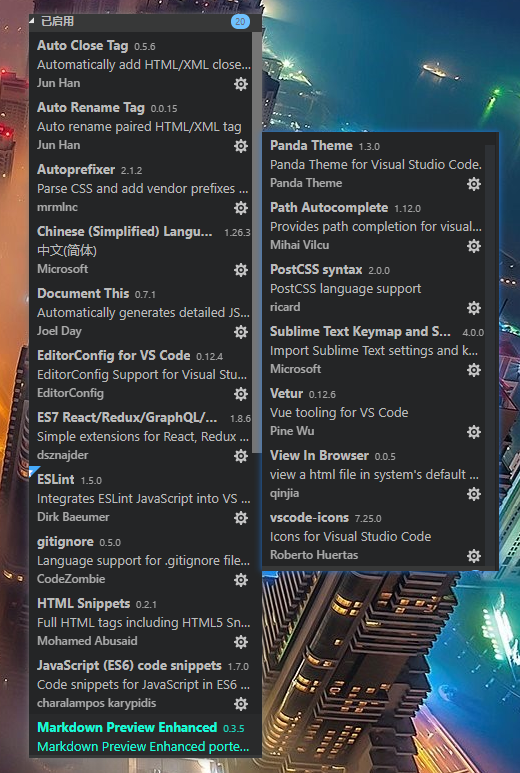 已启用 20
Auto Close Tag 0.5.6
Automatically add HTML/XML close...
Jun Han
Auto Rename Tag 0.0.15
Auto rename paired HTML/XML tag
Jun Han
Autoprefixer 2.1.2
Parse CSS and add vendor prefixes ...
mrmlnc
Chinese (Simplified) Langu... 1.26.3
中文(简体)
Microsoft
Document This 0.7.1
Automatically generates detailed JS...
Joel Day
EditorConfig for VS Code 0.12.4
EditorConfig Support for Visual Stu...
EditorConfig
ES7 React/Redux/GraphQL/... 1.8.6
Simple extensions for React, Redux ...
dsznajder
ESLint 1.5.0
Integrates ESLint JavaScript into VS ...
Dirk Baeumer
gitignore 0.5.0
Language support for .gitignore file...
CodeZombie
HTML Snippets 0.2.1
Full HTML tags including HTML5 Sn...
Mohamed Abusaid
JavaScript (ES6) code snippets 1.7.0
Code snippets for JavaScript in ES6 ...
charalampos karypidis
Markdown Preview Enhanced 0.3.5
Markdown Preview Enhanced porte...
Panda Theme 1.3.0
Panda Theme for Visual Studio Code.
Panda Theme
Path Autocomplete 1.12.0
Provides path completion for visual...
Mihai Vilcu
PostCSS syntax 2.0.0
PostCSS language support
ricard
Sublime Text Keymap and S... 4.0.0
Import Sublime Text settings and k...
Microsoft
Vetur 0.12.6
Vue tooling for VS Code
Pine Wu
View In Browser 0.0.5
view a html file in system's default ...
qinjia
vscode-icons 7.25.0
Icons for Visual Studio Code
Roberto Huertas